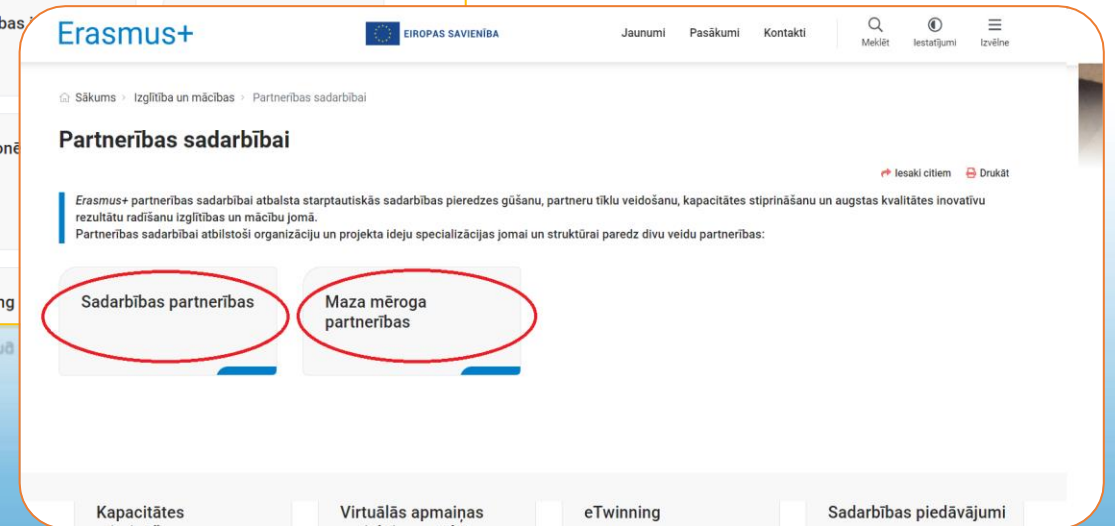 Erasmus+
EIROPAS SAVIENĪBA
Jaunumi Pasākumi Kontakti
Meklēt Iestatījumi Izvēlne
Sākums > Izglītība un mācības > Partnerības sadarbībai
Partnerības sadarbībai
Iesaki citiem Drukāt
Erasmus+ partnerības sadarbībai atbalsta starptautiskās sadarbības pieredzes gūšanu, partneru tīklu veidošanu, kapacitātes stiprināšanu un augstas kvalitātes inovatīvu
rezultātu radīšanu izglītības un mācību jomā.
Partnerības sadarbībai atbilstoši organizāciju un projekta ideju specializācijas jomai un struktūrai paredz divu veidu partnerības:
Sadarbības partnerības
Maza mēroga
partnerības
Kapacitātes
Virtuālās apmaiņas
eTwinning
Sadarbības piedāvājumi